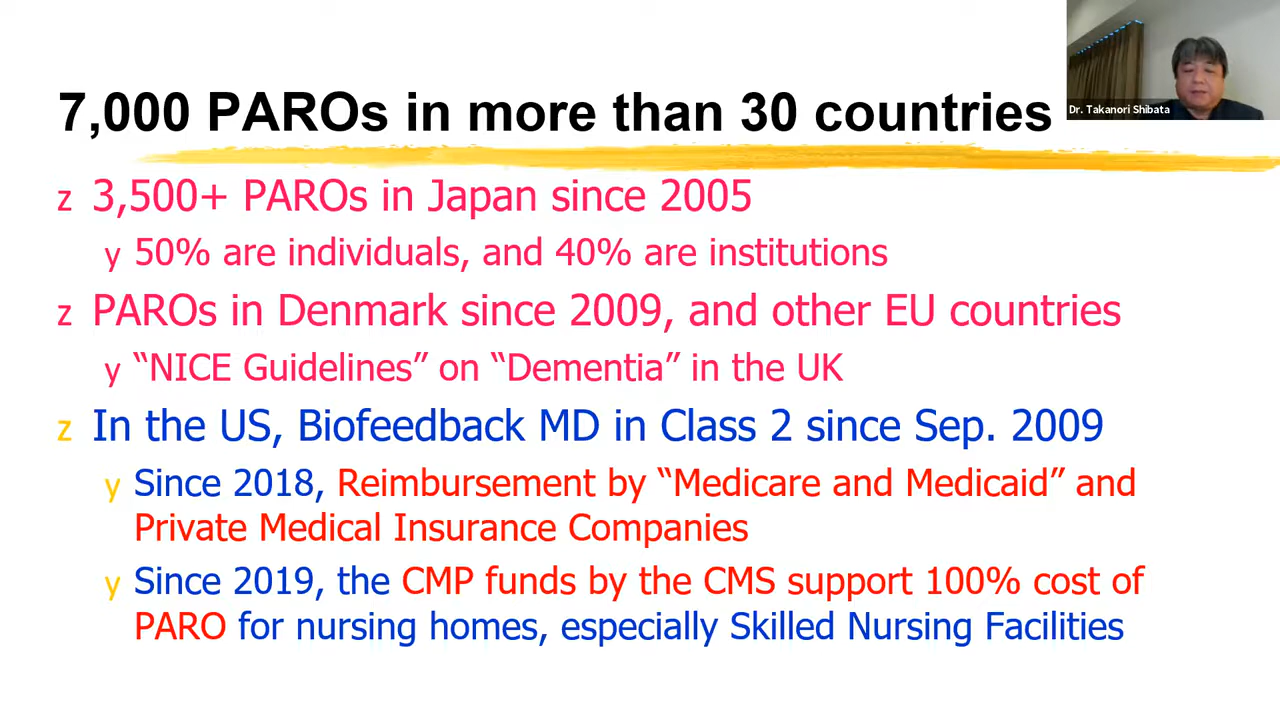 7,000 PAROs in more than 30 countries
Dr. Takanori Shibata
z 3,500+ PAROs in Japan since 2005
y 50% are individuals, and 40% are institutions
z PAROs in Denmark since 2009, and other EU countries
y “NICE Guidelines” on “Dementia” in the UK
z In the US, Biofeedback MD in Class 2 since Sep. 2009
y Since 2018, Reimbursement by “Medicare and Medicaid” and
Private Medical Insurance Companies
y Since 2019, the CMP funds by the CMS support 100% cost of
PARO for nursing homes, especially Skilled Nursing Facilities